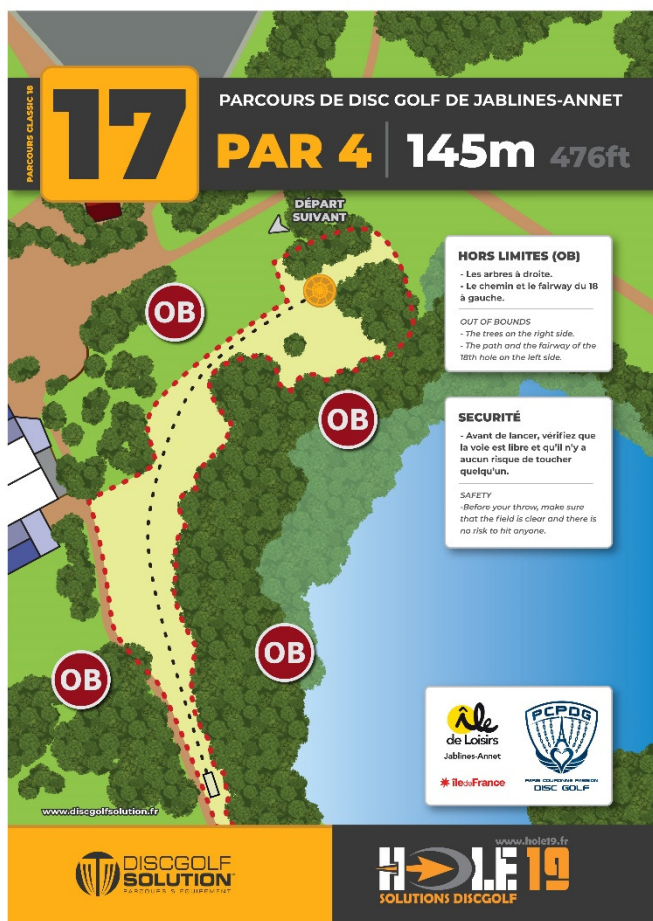 PARCOURS CLASSIC 18
17
PARCOURS DE DISC GOLF DE JABLINES-ANNET
PAR 4 | 145m 476ft
DÉPART
SUIVANT
HORS LIMITES (OB)
- Les arbres à droite.
- Le chemin et le fairway du 18
à gauche.
OUT OF BOUNDS
- The trees on the right side.
- The path and the fairway of the
18th hole on the left side.
OB
OB
SECURITÉ
- Avant de lancer, vérifiez que
la voie est libre et qu'il n'y a
aucun risque de toucher
quelqu'un.
SAFETY
-Before your throw, make sure
that the field is clear and there is
no risk to hit anyone.
OB
OB
île
de Loisirs
Jablines-Annet
îledeFrance
PCPDG
PARIS COURONNE PASSION
DISC GOLF
www.discgolfsolution.fr
DISCGOLF
SOLUTION
PARCOURS & EQUIPEMENT
www.hole19.fr
HOLE 19
SOLUTIONS DISCGOLF